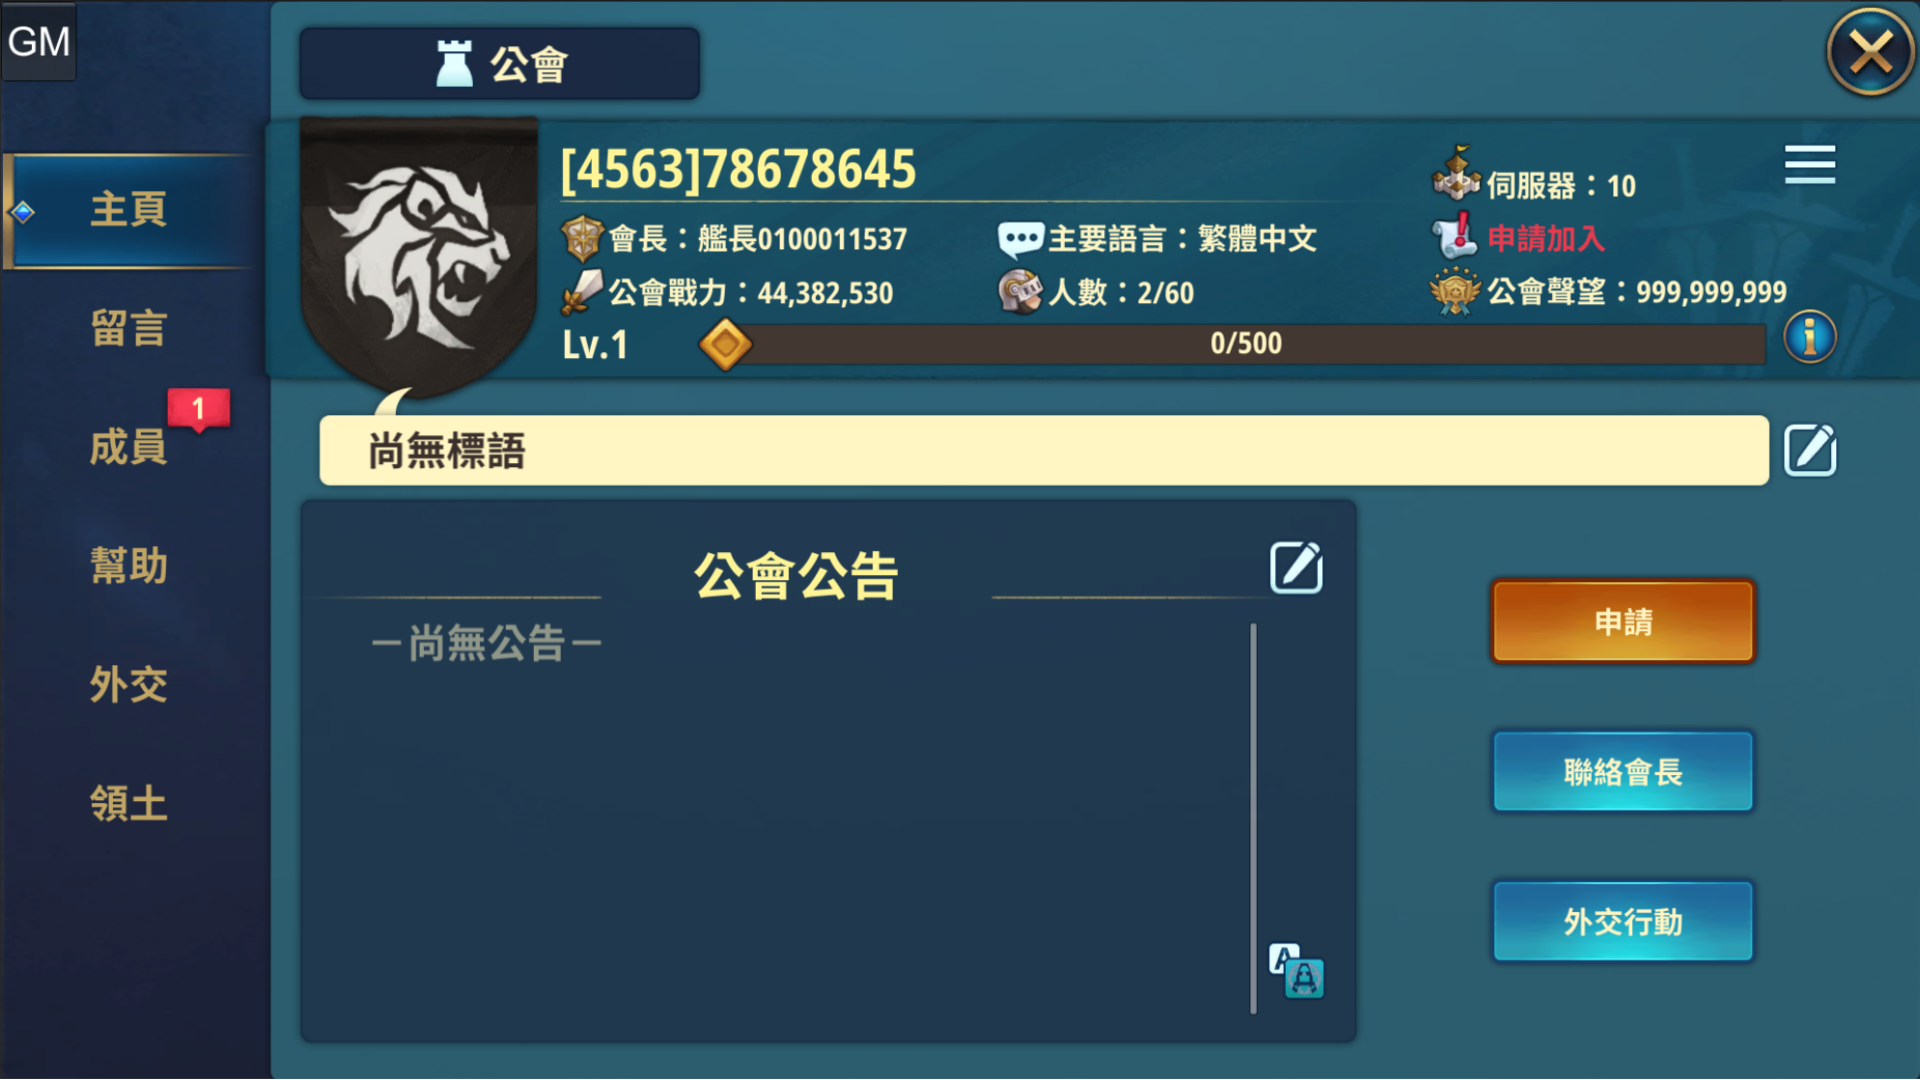 GM
公會
主頁
留言
成員
1
幫助
外交
領土
[4563]78678645
會長：艦長0100011537
主要語言：繁體中文
伺服器：10
申請加入
公會戰力：44,382,530
人數：2/60
公會聲望：999,999,999
Lv.1
0/500
尚無標語
公會公告
－尚無公告－
申請
聯絡會長
外交行動
A
A